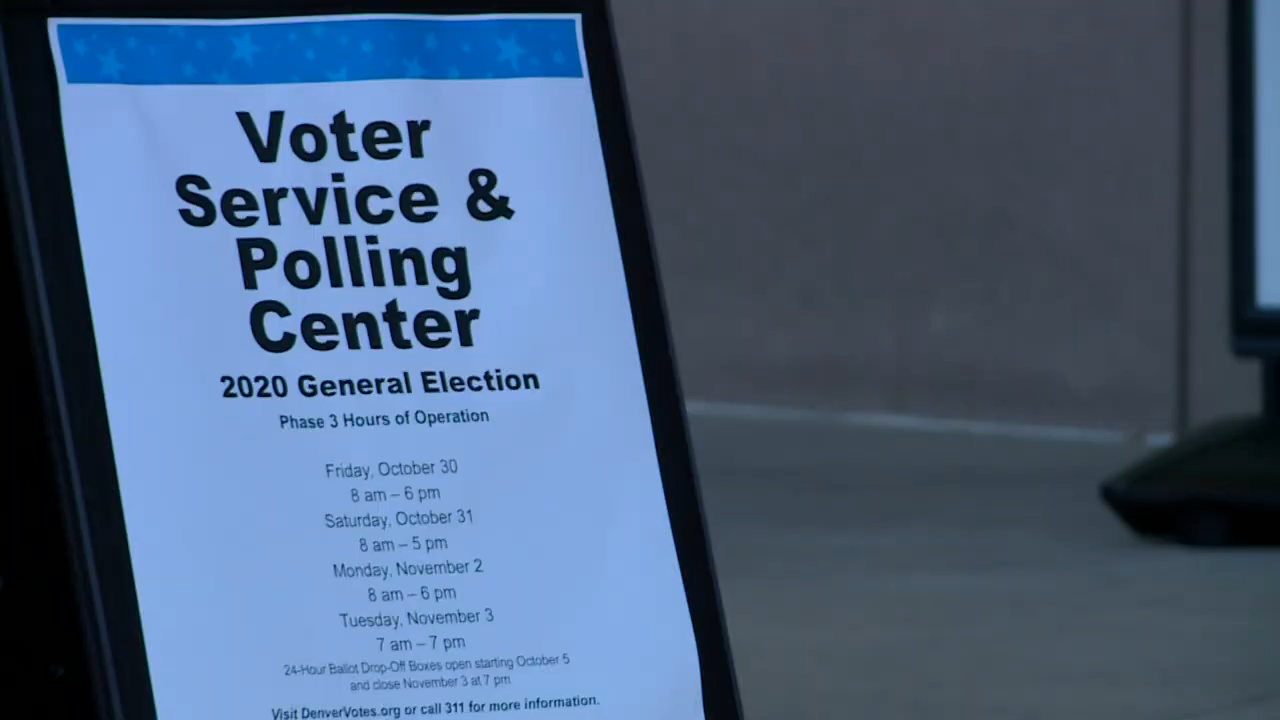 Voter
Service &
Polling
Center
2020 General Election
Phase 3 Hours of Operation
Friday, October 30
8 am – 6 pm
Saturday, October 31
8 am – 5 pm
Monday, November 2
8 am – 6 pm
Tuesday, November 3
7 am – 7 pm
24-Hour Ballot Drop-Off Boxes open starting October 5
and close November 3 at 7 pm
Visit DenverVotes.org or call 311 for more information.